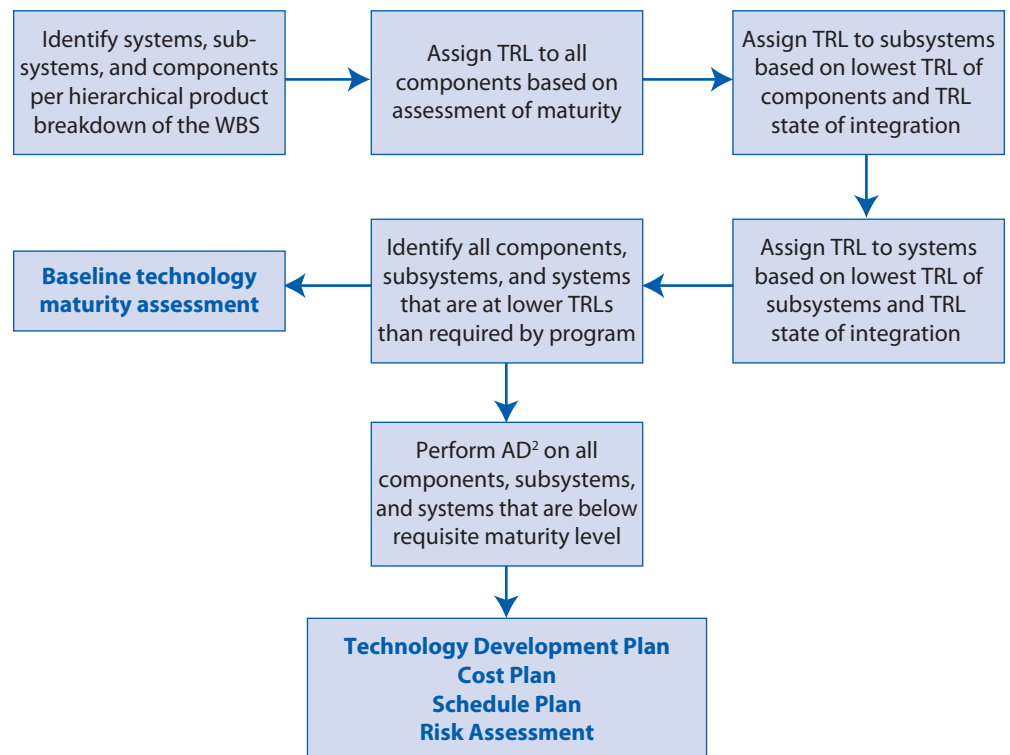 Identify systems, sub-
systems, and components
per hierarchical product
breakdown of the WBS
Assign TRL to all
components based on
assessment of maturity
Assign TRL to subsystems
based on lowest TRL of
components and TRL
state of integration
Assign TRL to systems
based on lowest TRL of
subsystems and TRL
state of integration
Identify all components,
subsystems, and systems
that are at lower TRLs
than required by program
Baseline technology
maturity assessment
Perform AD² on all
components, subsystems,
and systems that are below
requisite maturity level
Technology Development Plan
Cost Plan
Schedule Plan
Risk Assessment